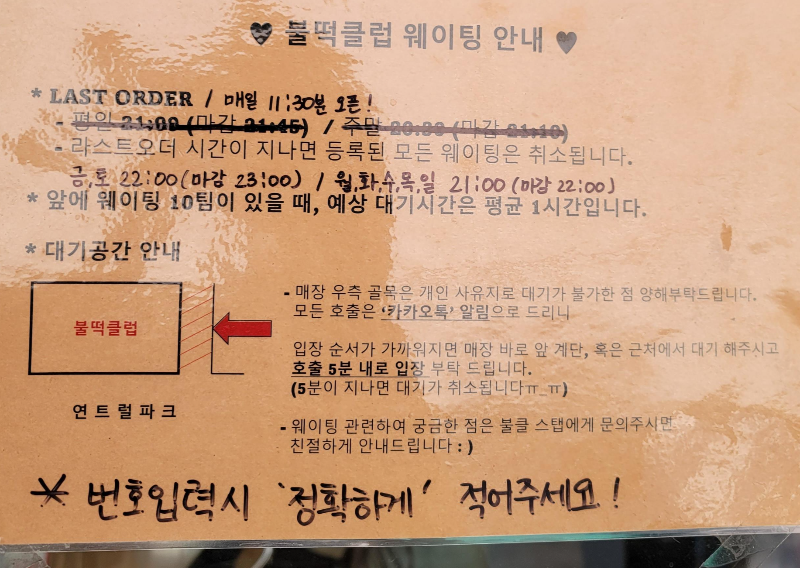 ♥ 불떡클럽 웨이팅 안내 ♥
* LAST ORDER / 매일 11:30분 오픈!
- 평일 21:00 (마감 21:45) / 주말 20:30 (마감 21:10)
- 라스트오더 시간이 지나면 등록된 모든 웨이팅은 취소됩니다.
금,토 22:00 (마감 23:00) / 월,화,수,목,일 21:00 (마감 22:00)
* 앞에 웨이팅 10팀이 있을 때, 예상 대기시간은 평균 1시간입니다.
* 대기공간 안내
불떡클럽
연트럴파크
- 매장 우측 골목은 개인 사유지로 대기가 불가한 점 양해부탁드립니다.
모든 호출은 '카카오톡' 알림으로 드리니
입장 순서가 가까워지면 매장 바로 앞 계단, 혹은 근처에서 대기 해주시고
호출 5분 내로 입장 부탁 드립니다.
(5분이 지나면 대기가 취소됩니다ㅠ_ㅠ)
- 웨이팅 관련하여 궁금한 점은 불클 스탭에게 문의주시면
친절하게 안내드립니다 : )
* 번호입력시 '정확하게' 적어주세요!